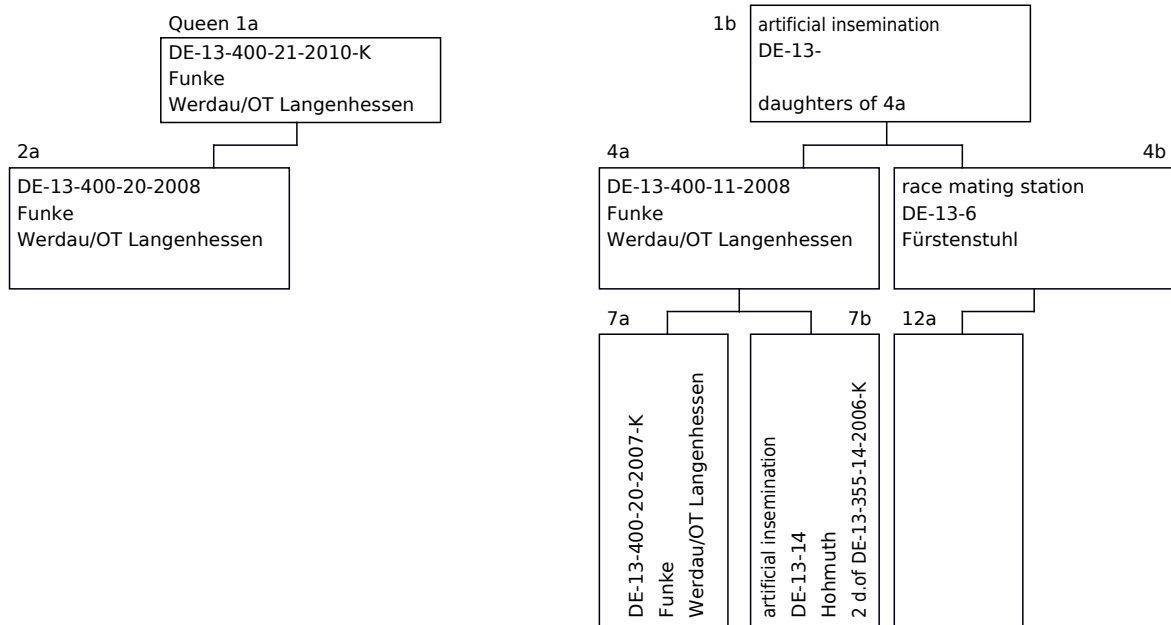 Queen 1a
DE-13-400-21-2010-K
Funke
Werdau/OT Langenhessen
1b
artificial insemination
DE-13-
daughters of 4a
2a
DE-13-400-20-2008
Funke
Werdau/OT Langenhessen
4a
DE-13-400-11-2008
Funke
Werdau/OT Langenhessen
4b
race mating station
DE-13-6
Fürstenstuhl
7a
DE-13-400-20-2007-K
Funke
Werdau/OT Langenhessen
7b
artificial insemination
DE-13-14
Hohmuth
2 d.of DE-13-355-14-2006-K
12a